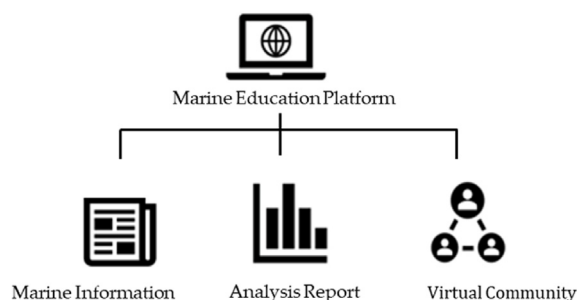 Marine Education Platform
Marine Information
Analysis Report
Virtual Community